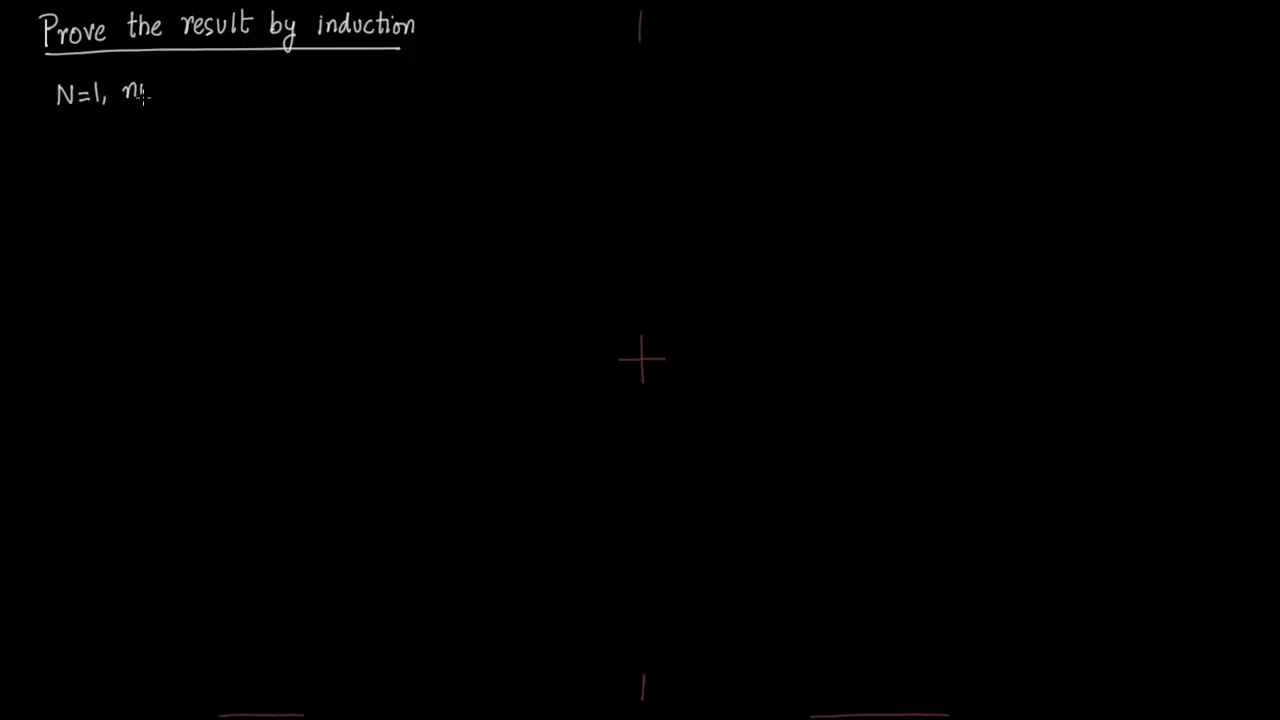 Prove the result by induction
N=1, n